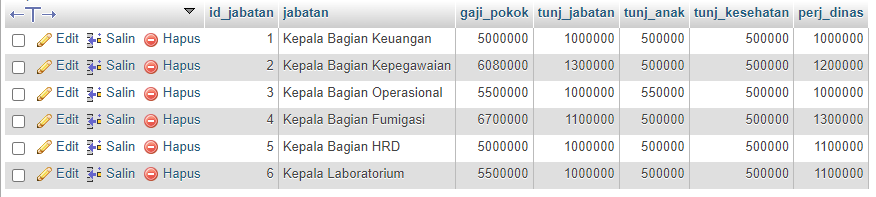 id_jabatan jabatan gaji_pokok tunj_jabatan tunj_anak tunj_kesehatan perj_dinas
Edit Salin Hapus 1 Kepala Bagian Keuangan 5000000 1000000 500000 500000 1000000
Edit Salin Hapus 2 Kepala Bagian Kepegawaian 6080000 1300000 500000 500000 1200000
Edit Salin Hapus 3 Kepala Bagian Operasional 5500000 1000000 550000 500000 1000000
Edit Salin Hapus 4 Kepala Bagian Fumigasi 6700000 1100000 500000 500000 1300000
Edit Salin Hapus 5 Kepala Bagian HRD 5000000 1000000 500000 500000 1100000
Edit Salin Hapus 6 Kepala Laboratorium 5500000 1000000 500000 500000 1100000